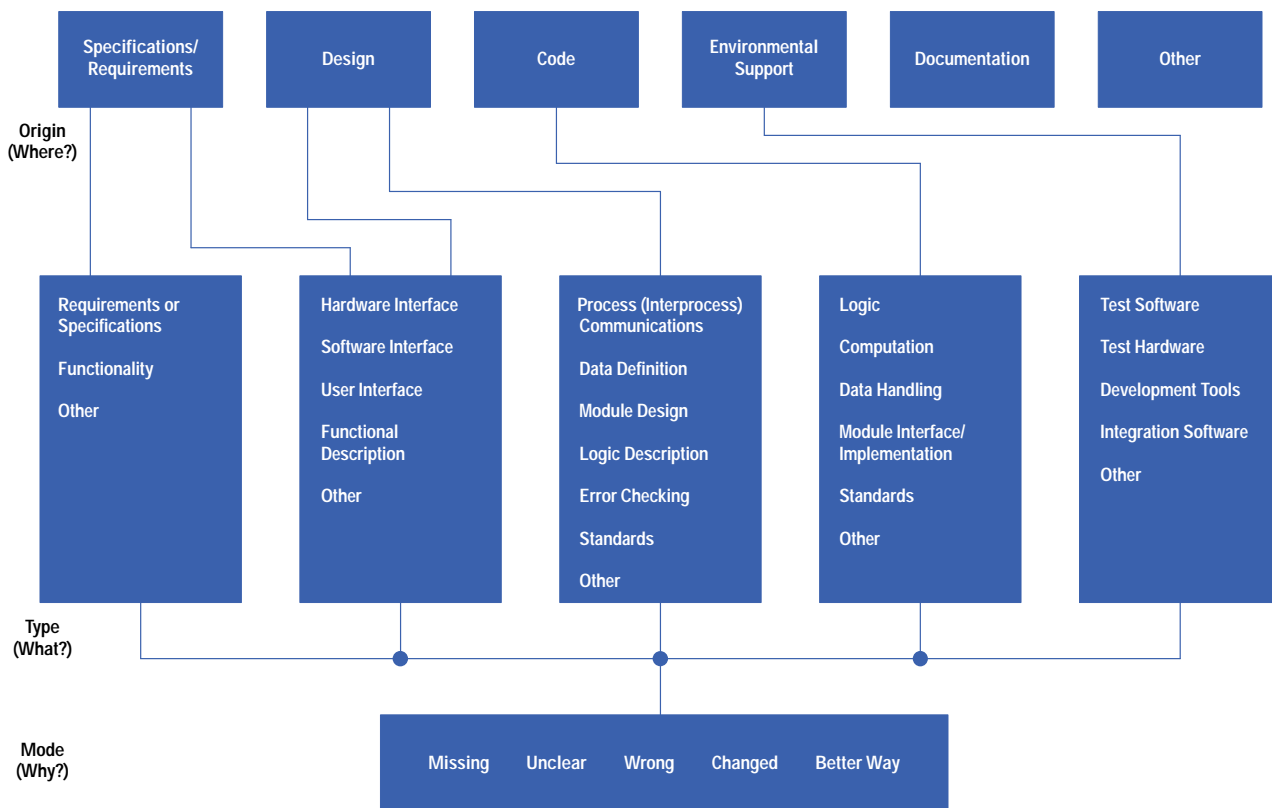 Specifications/
Requirements
Design
Code
Environmental
Support
Documentation
Other
Origin
(Where?)
Requirements or
Specifications
Functionality
Other
Hardware Interface
Software Interface
User Interface
Functional
Description
Other
Process (Interprocess)
Communications
Data Definition
Module Design
Logic Description
Error Checking
Standards
Other
Logic
Computation
Data Handling
Module Interface/
Implementation
Standards
Other
Test Software
Test Hardware
Development Tools
Integration Software
Other
Type
(What?)
Mode
(Why?)
Missing Unclear Wrong Changed Better Way